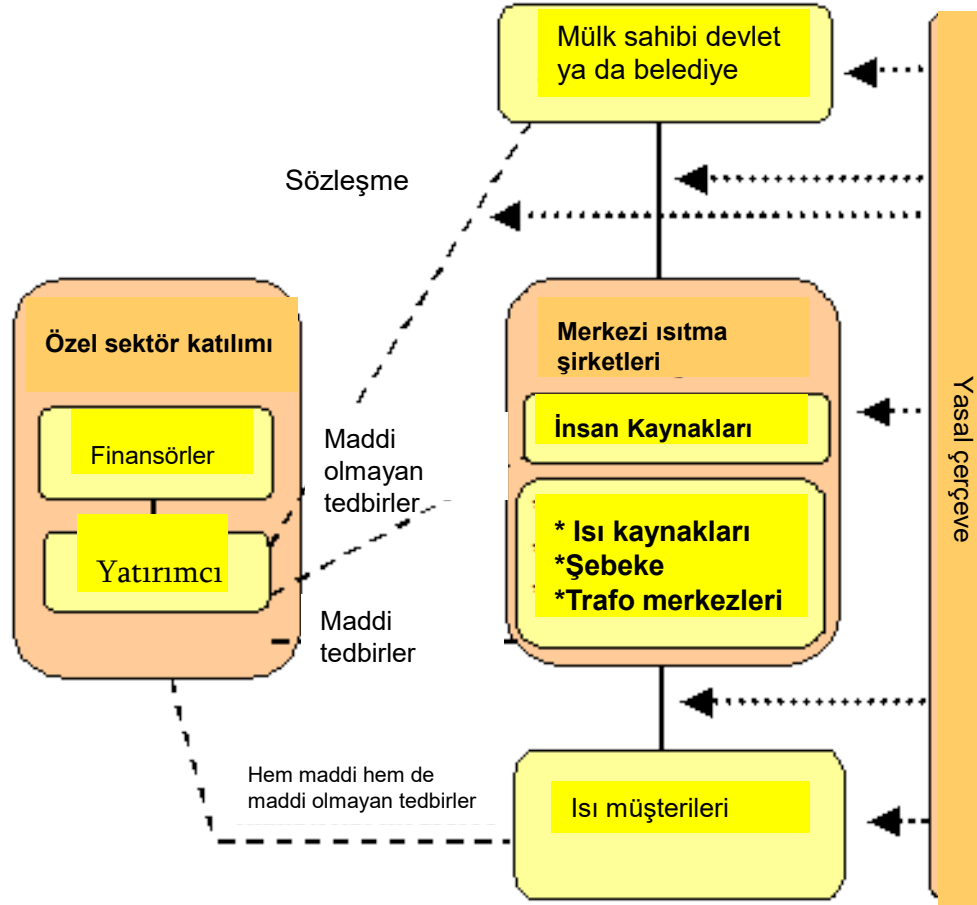 Mülk sahibi devlet
ya da belediye
Sözleşme
Özel sektör katılımı
Finansörler
Yatırımcı
Maddi
olmayan
tedbirler
Maddi
tedbirler
Merkezi ısıtma
şirketleri
İnsan Kaynakları
* Isı kaynakları
*Şebeke
*Trafo merkezleri
Hem maddi hem de
maddi olmayan tedbirler
Isı müşterileri
Yasal çerçeve